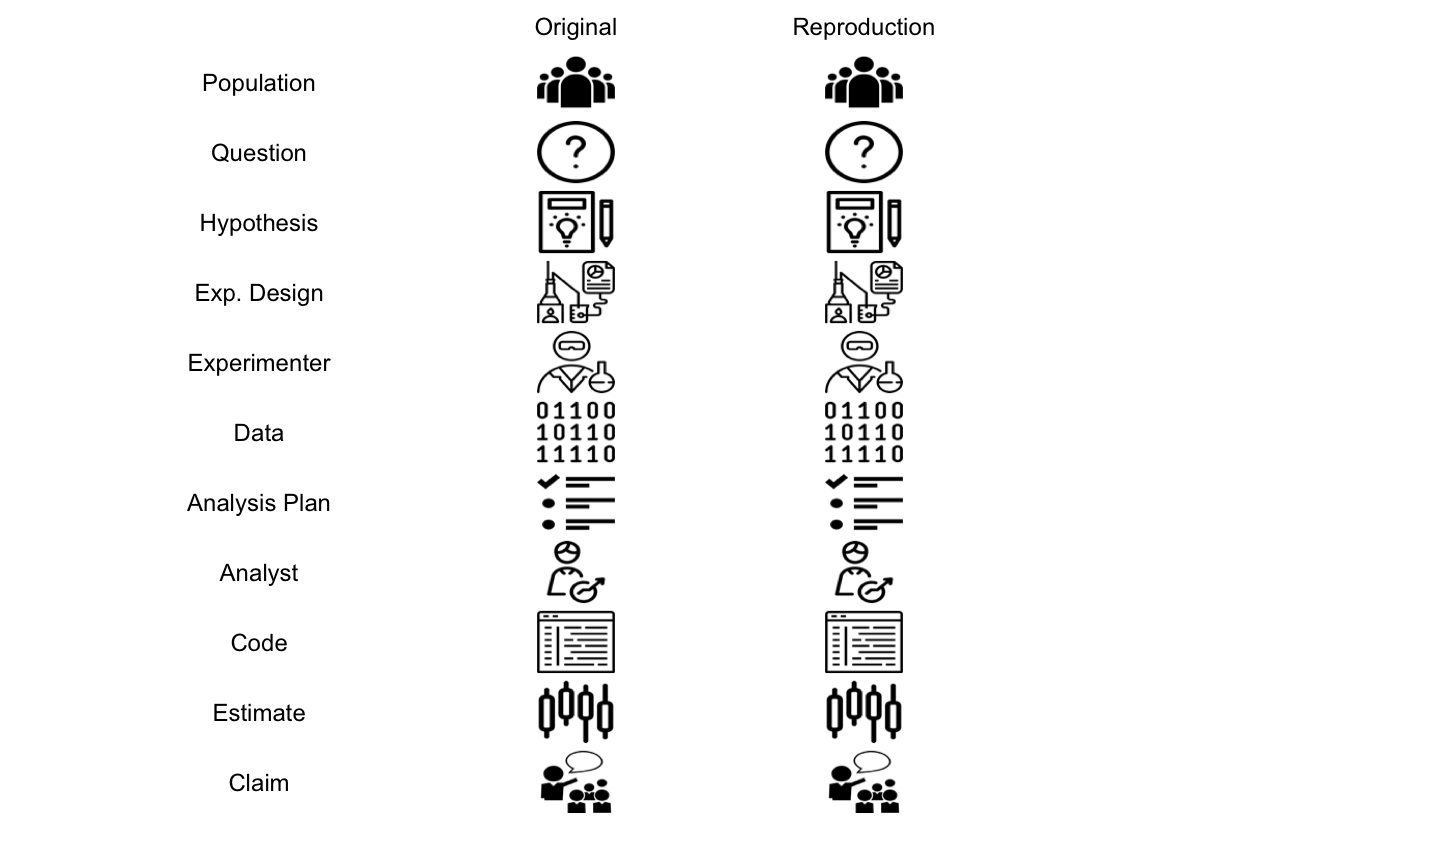 Original Reproduction
Population
Question
? ?
Hypothesis
Exp. Design
Experimenter
Data
01100 01100
10110 10110
11110 11110
Analysis Plan
Analyst
Code
Estimate
Claim